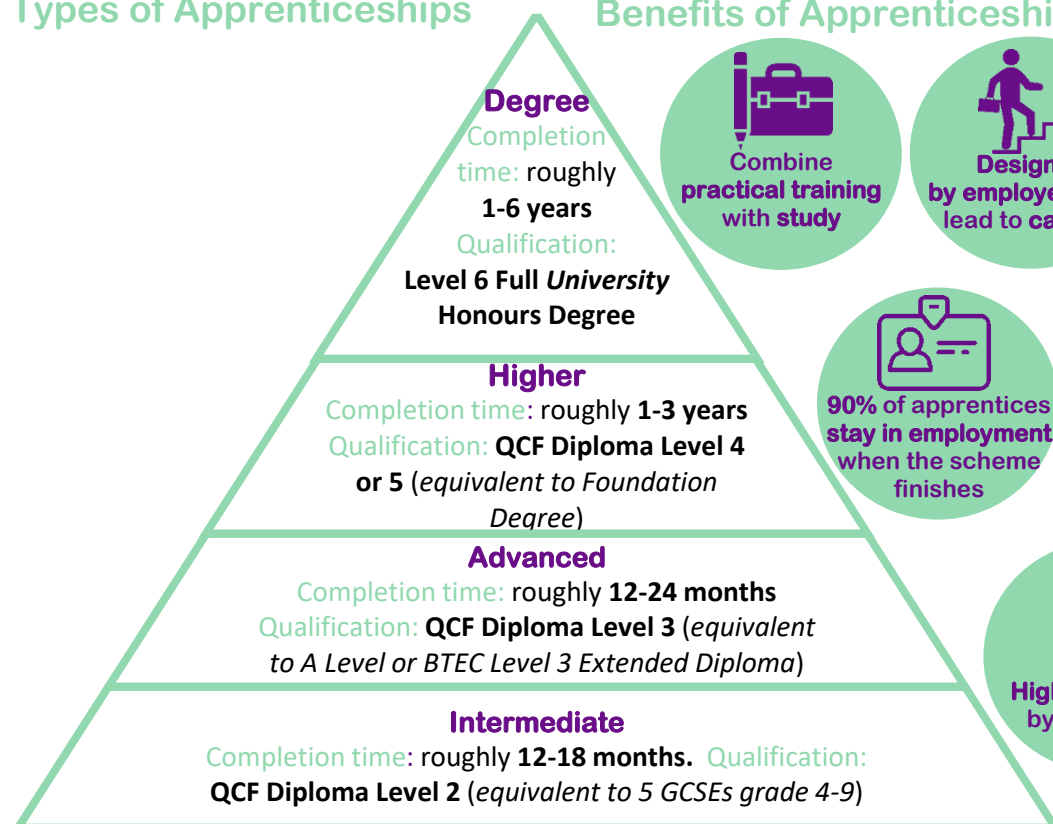 Types of Apprenticeships
Degree
Completion
time: roughly
1-6 years
Qualification:
Level 6 Full University
Honours Degree
Higher
Completion time: roughly 1-3 years
Qualification: QCF Diploma Level 4
or 5 (equivalent to Foundation
Degree)
Advanced
Completion time: roughly 12-24 months
Qualification: QCF Diploma Level 3 (equivalent
to A Level or BTEC Level 3 Extended Diploma)
Intermediate
Completion time: roughly 12-18 months. Qualification:
QCF Diploma Level 2 (equivalent to 5 GCSEs grade 4-9)
Benefits of
Combine
practical training
with study
by
lead to
90% of apprentices
stay in employment
when the scheme
finishes
by